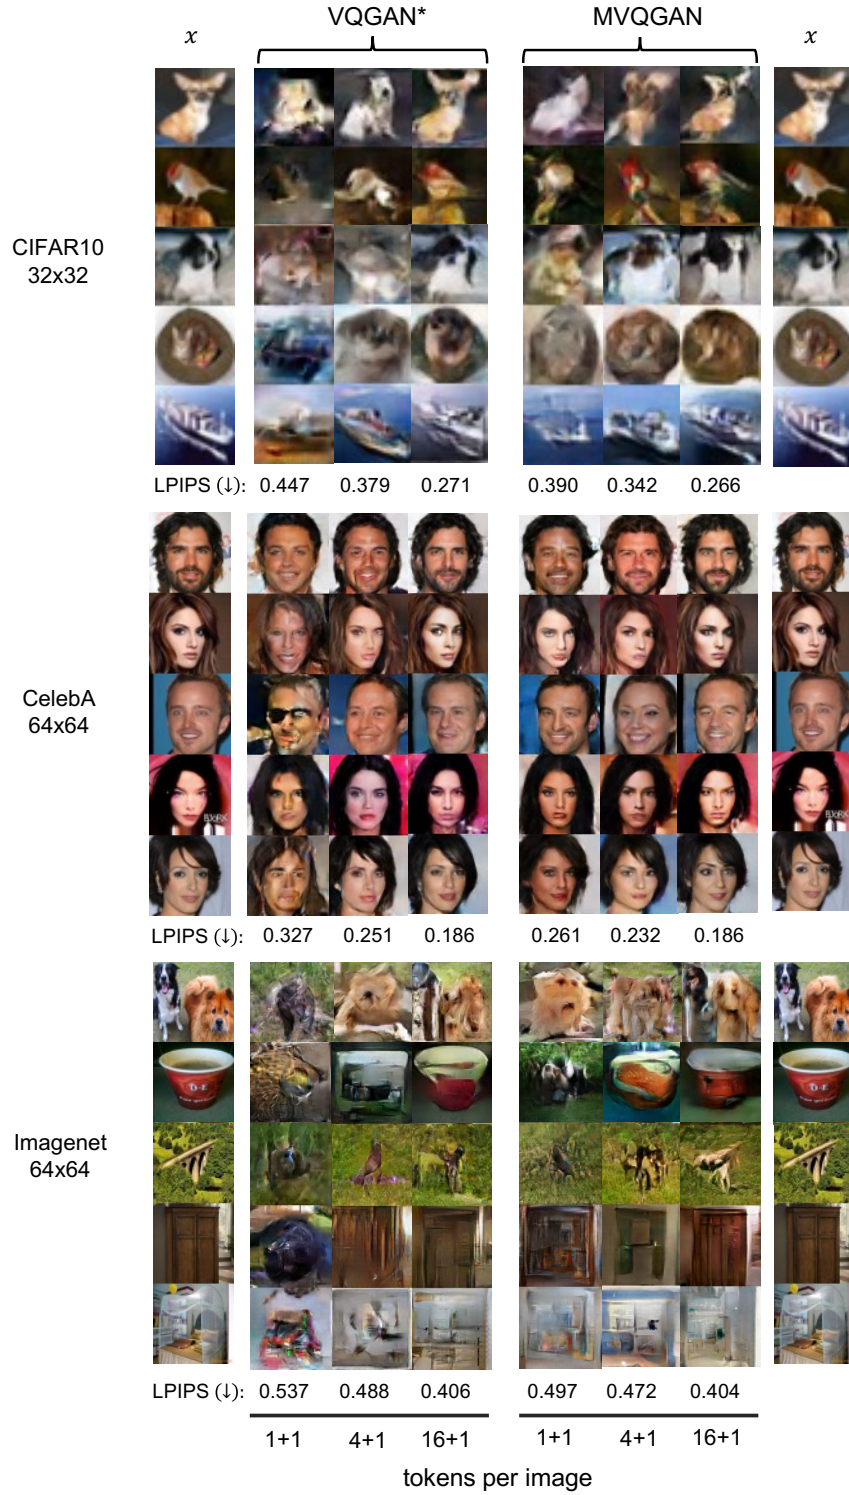 VQGAN*
MVQGAN
x
x
CIFAR10
32x32
LPIPS (↓): 0.447 0.379 0.271 0.390 0.342 0.266
CelebA
64x64
BJORK
BJORK
LPIPS (↓): 0.327 0.251 0.186 0.261 0.232 0.186
Imagenet
64x64
LPIPS (↓): 0.537 0.488 0.406 0.497 0.472 0.404
1+1 4+1 16+1 1+1 4+1 16+1
tokens per image